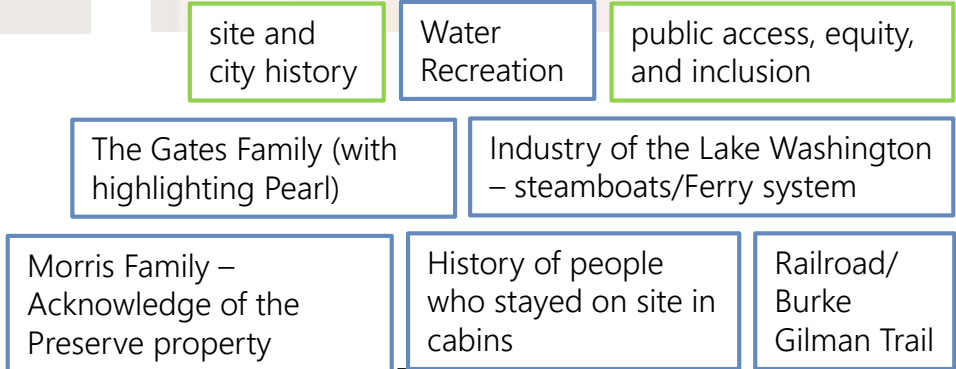 site and
city history
Water
Recreation
public access, equity,
and inclusion
The Gates Family (with
highlighting Pearl)
Industry of the Lake Washington
– steamboats/Ferry system
Morris Family –
Acknowledge of the
Preserve property
History of people
who stayed on site in
cabins
Railroad/
Burke
Gilman Trail